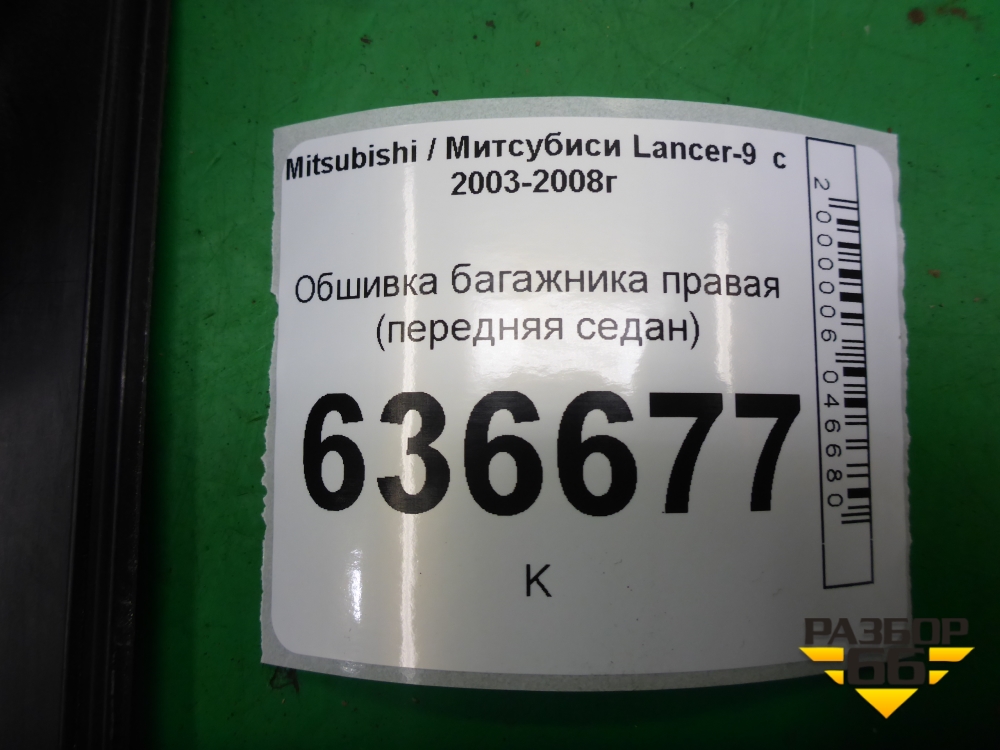 Mitsubishi / Митсубиси Lancer-9 с
2003-2008г
Обшивка багажника правая
(передняя седан)
636677
К
2000006046680
РАЗБОР
66